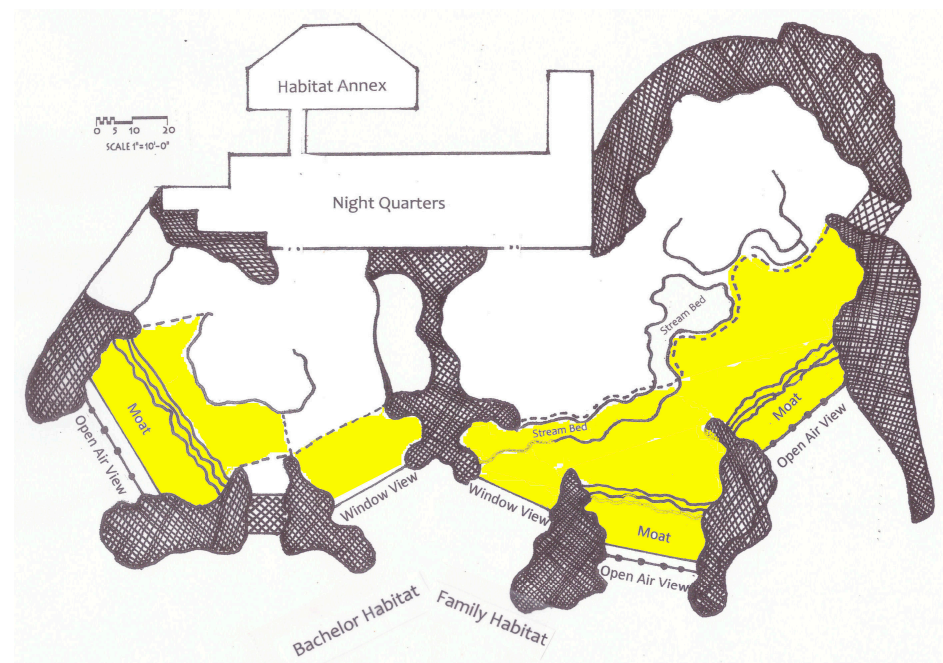 Habitat Annex
0 5 10 20
SCALE 1"=10'-0"
Night Quarters
Stream Bed
Moat
Open Air View
Window View
Stream Bed
Window View
Moat
Open Air View
Moat
Open Air View
Bachelor Habitat
Family Habitat